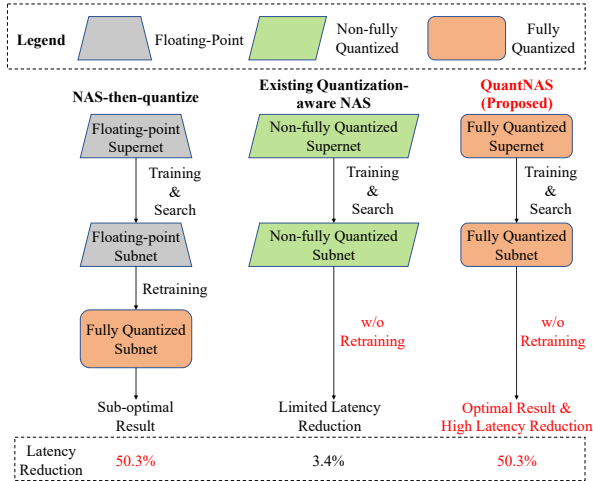 Legend
Floating-Point
Non-fully
Quantized
Fully
Quantized
NAS-then-quantize
Floating-point
Supernet
Training
&
Search
Floating-point
Subnet
Retraining
Fully Quantized
Subnet
Sub-optimal
Result
Existing Quantization-
aware NAS
Non-fully Quantized
Supernet
Training
&
Search
Non-fully Quantized
Subnet
w/o
Retraining
Limited Latency
Reduction
QuantNAS
(Proposed)
Fully Quantized
Supernet
Training
&
Search
Fully Quantized
Subnet
w/o
Retraining
Optimal Result &
High Latency Reduction
Latency
Reduction
50.3%
3.4%
50.3%